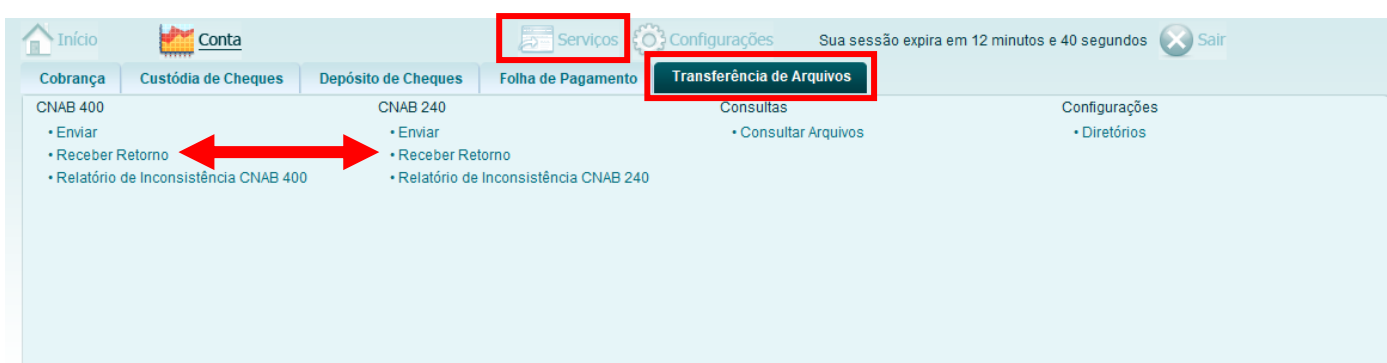 Início Conta Serviços Configurações Sua sessão expira em 12 minutos e 40 segundos Sair
Cobrança Custódia de Cheques Depósito de Cheques Folha de Pagamento Transferência de Arquivos
CNAB 400 CNAB 240 Consultas Configurações
• Enviar • Enviar • Consultar Arquivos • Diretórios
• Receber Retorno • Receber Retorno
• Relatório de Inconsistência CNAB 400 • Relatório de Inconsistência CNAB 240